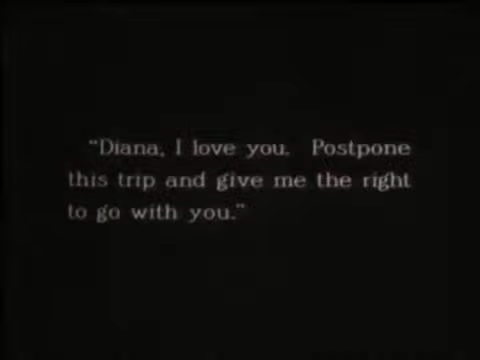 "Diana, I love you. Postpone
this trip and give me the right
to go with you."